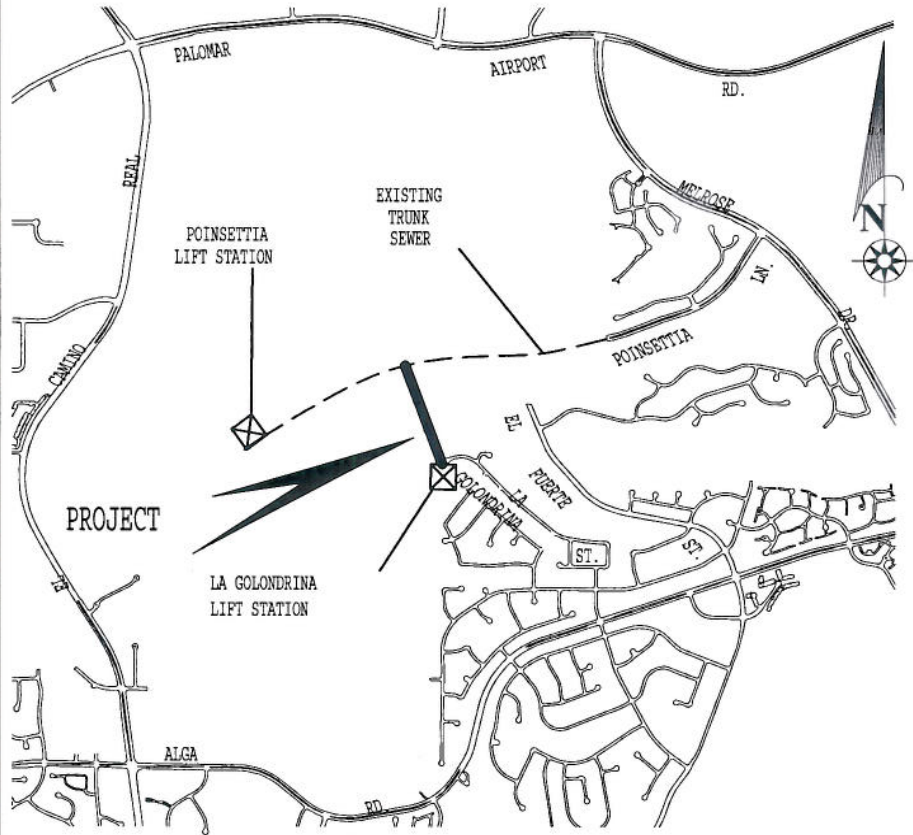 PALOMAR
AIRPORT
RD.
REAL
MELROSE
N
EXISTING
TRUNK
SEWER
POINSETTIA
LIFT STATION
LN.
DR.
POINSETTIA
CAMINO
EL
FUERTE
LA
GOLONDRINA
PROJECT
ST.
ST.
EL
LA GOLONDRINA
LIFT STATION
ALGA
RD.